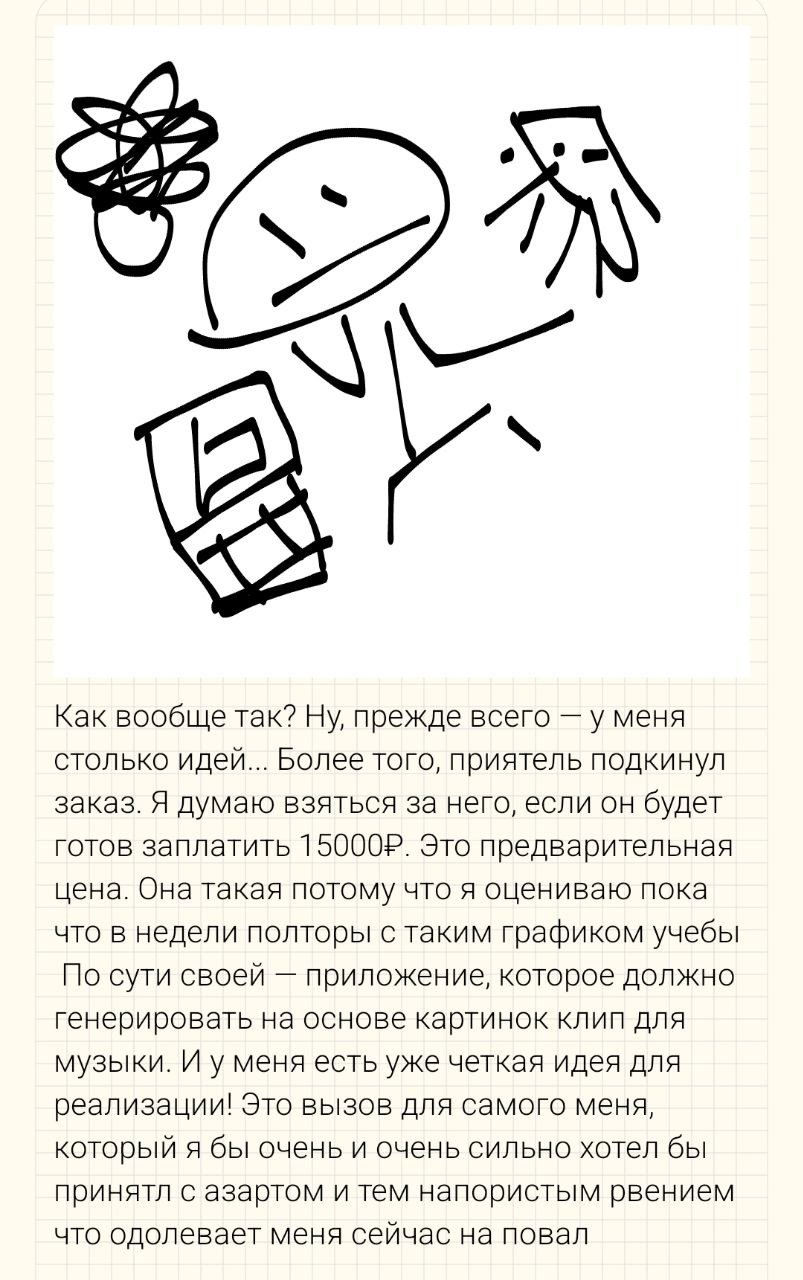 Как вообще так? Ну, прежде всего — у меня
столько идей... Более того, приятель подкинул
заказ. Я думаю взяться за него, если он будет
готов заплатить 15000₽. Это предварительная
цена. Она такая потому что я оцениваю пока
что в недели полторы с таким графиком учебы
По сути своей — приложение, которое должно
генерировать на основе картинок клип для
музыки. И у меня есть уже четкая идея для
реализации! Это вызов для самого меня,
который я бы очень и очень сильно хотел бы
принятл с азартом и тем напористым рвением
что одолевает меня сейчас на повал